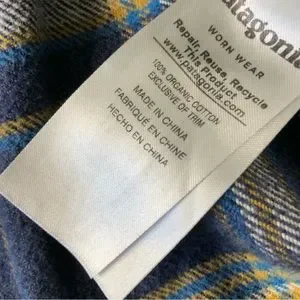 patagonia
WORN WEAR
Repair, Reuse, Recycle
This Product
www.patagonia.com
100% ORGANIC COTTON
EXCLUSIVE OF TRIM
MADE IN CHINA
FABRIQUÉ EN CHINE
HECHO EN CHINA